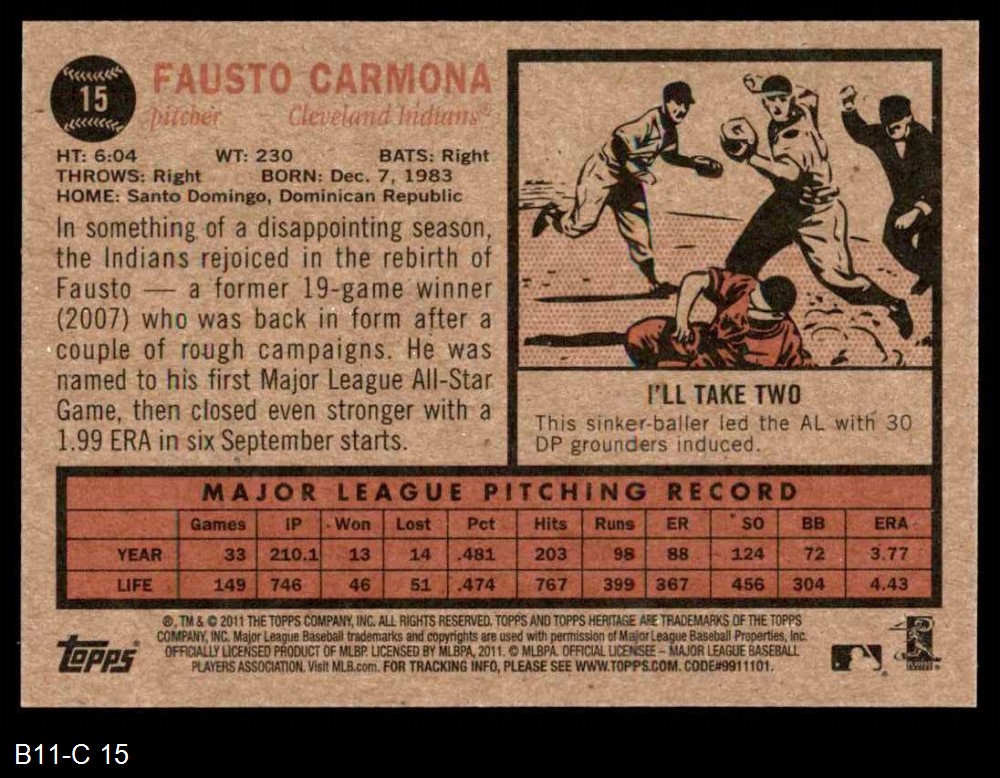 15
FAUSTO CARMONA
pitcher Cleveland Indians®
HT: 6:04 WT: 230 BATS: Right
THROWS: Right BORN: Dec. 7, 1983
HOME: Santo Domingo, Dominican Republic
In something of a disappointing season,
the Indians rejoiced in the rebirth of
Fausto — a former 19-game winner
(2007) who was back in form after a
couple of rough campaigns. He was
named to his first Major League All-Star
Game, then closed even stronger with a
1.99 ERA in six September starts.
I'LL TAKE TWO
This sinker-baller led the AL with 30
DP grounders induced.
MAJOR LEAGUE PITCHING RECORD
Games IP Won Lost Pct Hits Runs ER SO BB ERA
YEAR 33 210.1 13 14 .481 203 98 88 124 72 3.77
LIFE 149 746 46 51 .474 767 399 367 456 304 4.43
®, TM & © 2011 THE TOPPS COMPANY, INC. ALL RIGHTS RESERVED. TOPPS AND TOPPS HERITAGE ARE TRADEMARKS OF THE TOPPS
COMPANY, INC. Major League Baseball trademarks and copyrights are used with permission of Major League Baseball Properties, Inc.
OFFICIALLY LICENSED PRODUCT OF MLBP. LICENSED BY MLBPA, 2011. © MLBPA. OFFICIAL LICENSEE – MAJOR LEAGUE BASEBALL
PLAYERS ASSOCIATION. Visit MLB.com. FOR TRACKING INFO, PLEASE SEE WWW.TOPPS.COM. CODE#9911101.
Topps®
B11-C 15